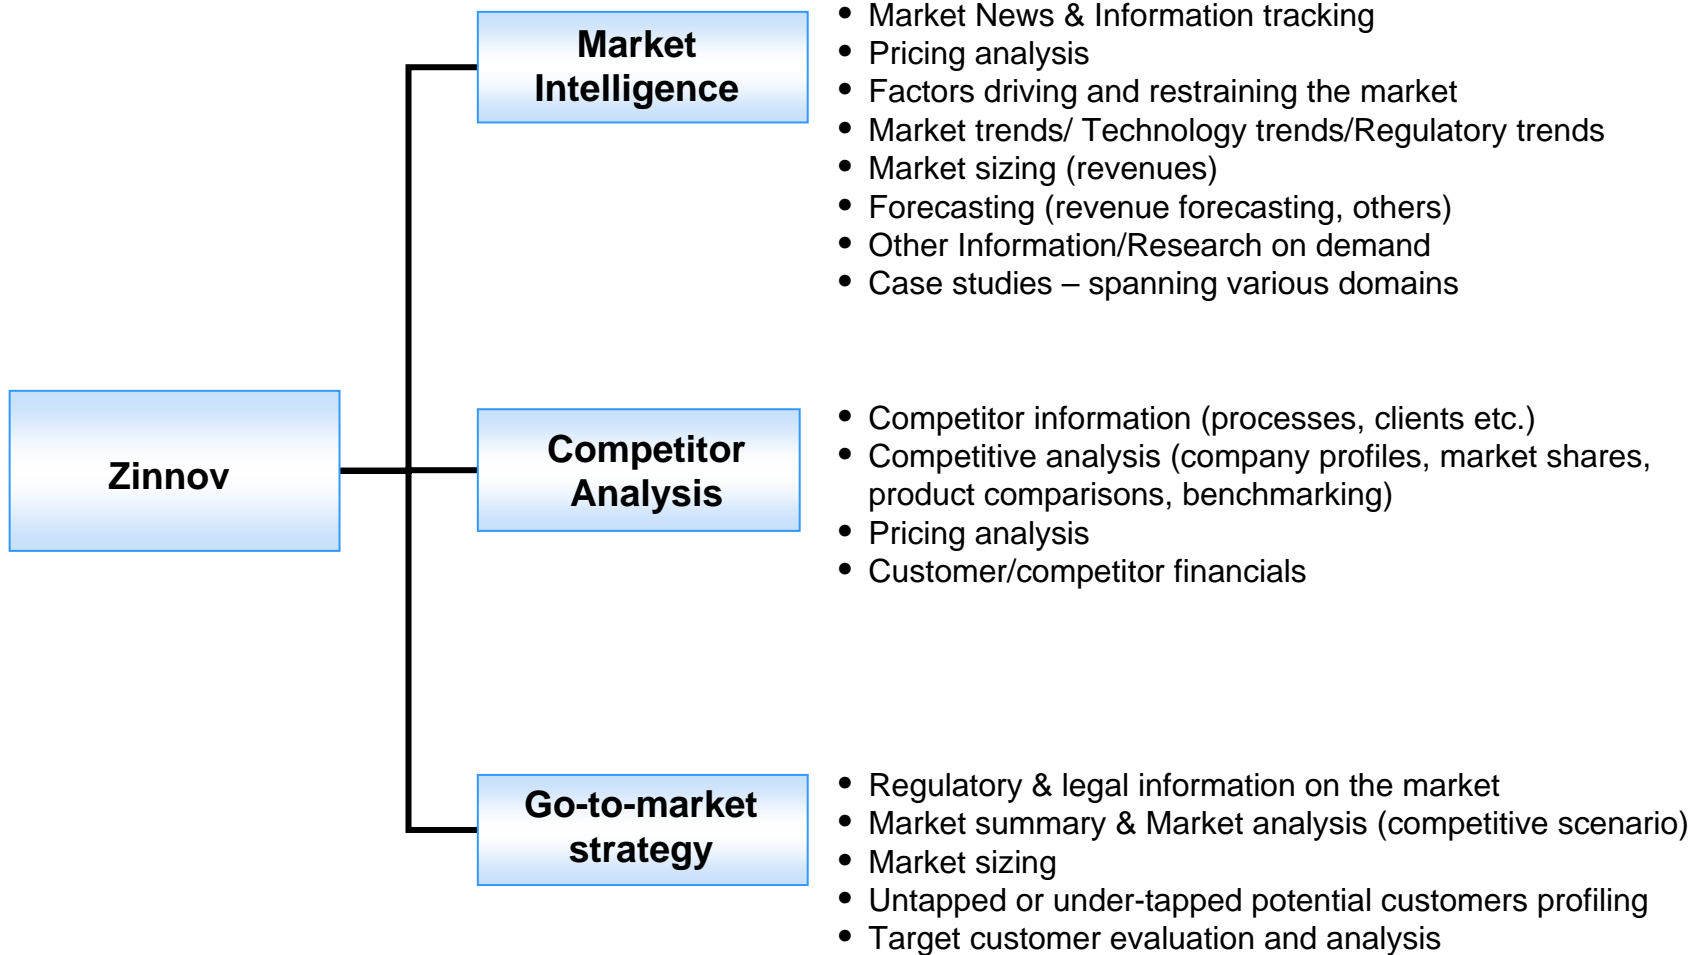 Zinnov
Market
Intelligence
• Market News & Information tracking
• Pricing analysis
• Factors driving and restraining the market
• Market trends/ Technology trends/Regulatory trends
• Market sizing (revenues)
• Forecasting (revenue forecasting, others)
• Other Information/Research on demand
• Case studies – spanning various domains
Competitor
Analysis
• Competitor information (processes, clients etc.)
• Competitive analysis (company profiles, market shares,
product comparisons, benchmarking)
• Pricing analysis
• Customer/competitor financials
Go-to-market
strategy
• Regulatory & legal information on the market
• Market summary & Market analysis (competitive scenario)
• Market sizing
• Untapped or under-tapped potential customers profiling
• Target customer evaluation and analysis